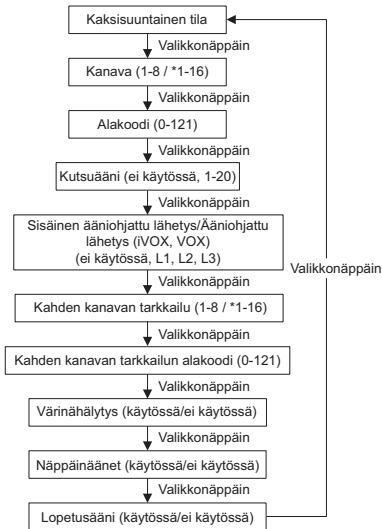 Kaksisuuntainen tila
Valikkonäppäin
Kanava (1-8 / *1-16)
Valikkonäppäin
Alakoodi (0-121)
Valikkonäppäin
Kutsuääni (ei käytössä, 1-20)
Valikkonäppäin
Sisäinen ääniohjattu lähetys/Ääniohjattu
lähetys (iVOX, VOX)
(ei käytössä, L1, L2, L3)
Valikkonäppäin
Valikkonäppäin
Kahden kanavan tarkkailu (1-8 / *1-16)
Valikkonäppäin
Kahden kanavan tarkkailun alakoodi (0-121)
Valikkonäppäin
Värinähälytys (käytössä/ei käytössä)
Valikkonäppäin
Näppäinäänet (käytössä/ei käytössä)
Valikkonäppäin
Lopetusääni (käytössä/ei käytössä)